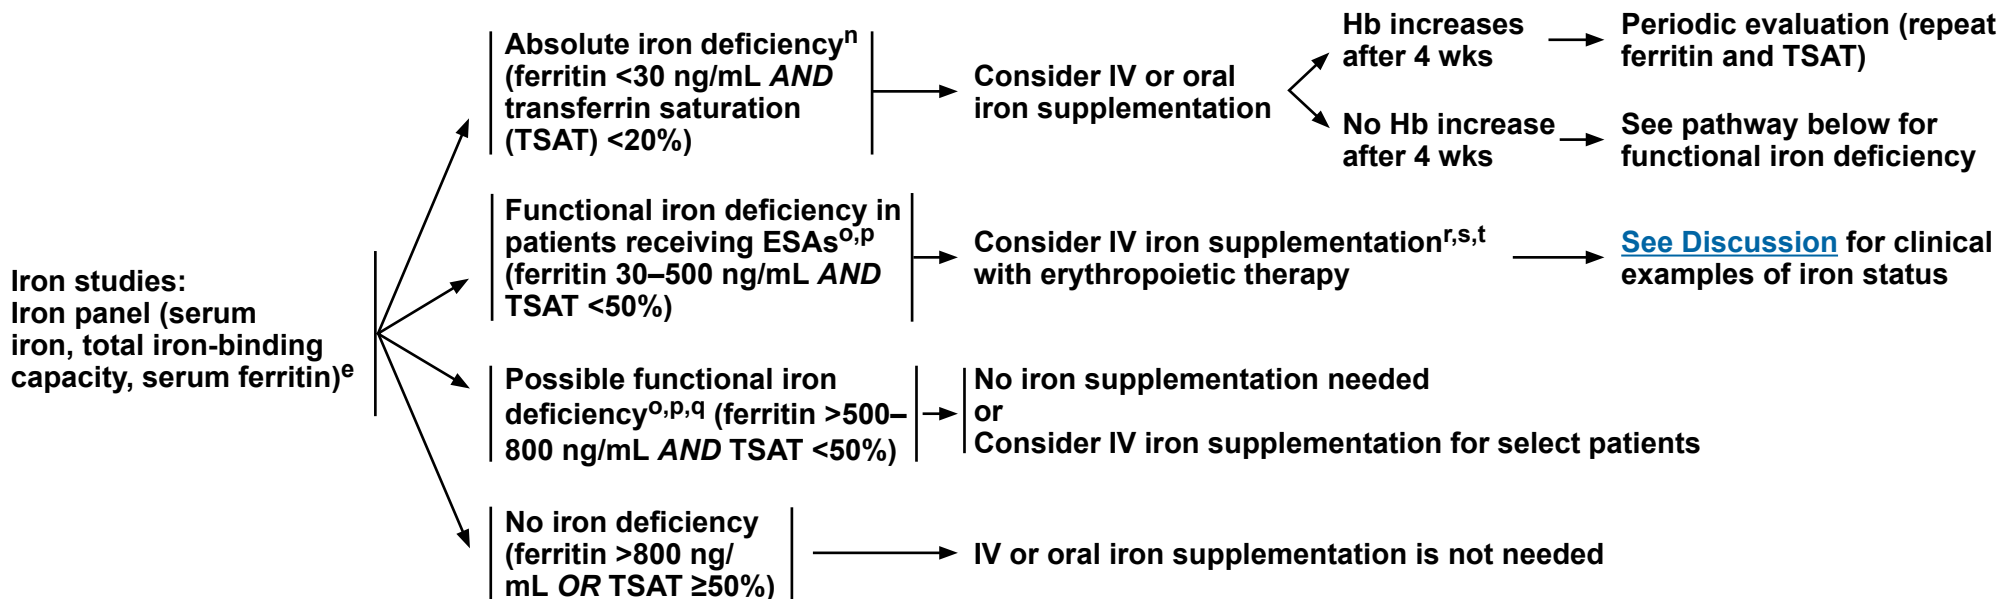 Iron studies:
Iron panel (serum
iron, total iron-binding
capacity, serum ferritin)e
Absolute iron deficiencyn
(ferritin <30 ng/mL AND
transferrin saturation
(TSAT) <20%)
Consider IV or oral
iron supplementation
Hb increases
after 4 wks
Periodic evaluation (repeat
ferritin and TSAT)
No Hb increase
after 4 wks
See pathway below for
functional iron deficiency
Functional iron deficiency in
patients receiving ESAso,p
(ferritin 30–500 ng/mL AND
TSAT <50%)
Consider IV iron supplementationr,s,t
with erythropoietic therapy
See Discussion for clinical
examples of iron status
Possible functional iron
deficiencyo,p,q (ferritin >500–
800 ng/mL AND TSAT <50%)
No iron supplementation needed
or
Consider IV iron supplementation for select patients
No iron deficiency
(ferritin >800 ng/
mL OR TSAT ≥50%)
IV or oral iron supplementation is not needed